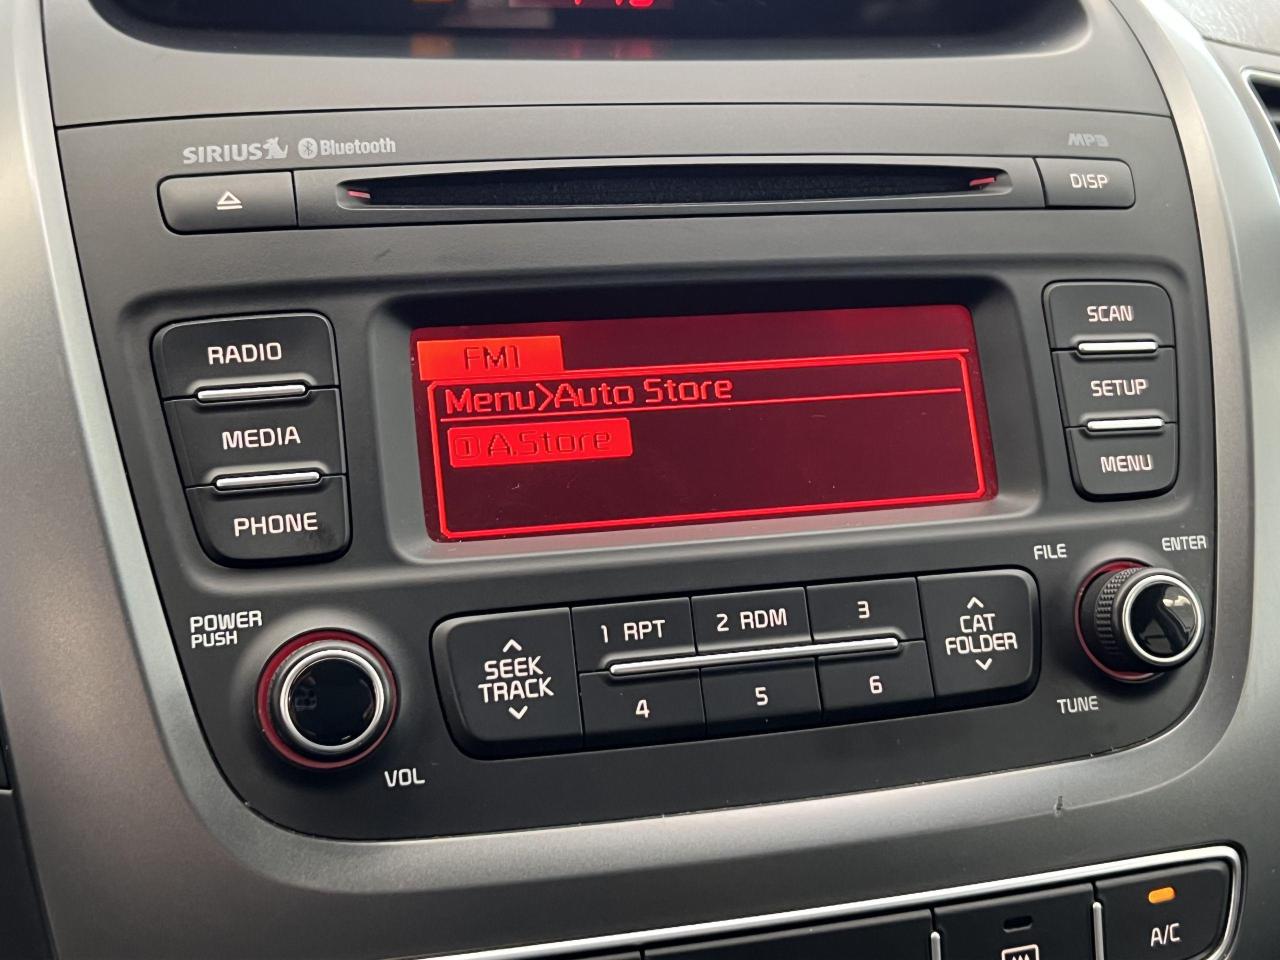 SIRIUS Bluetooth
MP3
DISP
RADIO
MEDIA
PHONE
FM1
Menu>Auto Store
1 A.Store
SCAN
SETUP
MENU
POWER
PUSH
VOL
SEEK
TRACK
1 RPT
2 RDM
3
4
5
6
CAT
FOLDER
FILE
ENTER
TUNE
A/C